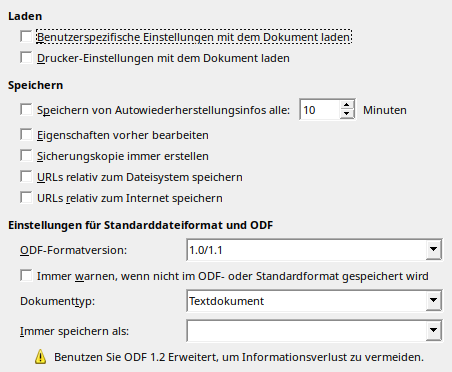 Laden
Benutzerspezifische Einstellungen mit dem Dokument laden
Drucker-Einstellungen mit dem Dokument laden
Speichern
Speichern von Autowiederherstellungsinfos alle: 10 Minuten
Eigenschaften vorher bearbeiten
Sicherungskopie immer erstellen
URLs relativ zum Dateisystem speichern
URLs relativ zum Internet speichern
Einstellungen für Standarddateiformat und ODF
ODF-Formatversion: 1.0/1.1
Immer warnen, wenn nicht im ODF- oder Standardformat gespeichert wird
Dokumenttyp: Textdokument
Immer speichern als:
Benutzen Sie ODF 1.2 Erweitert, um Informationsverlust zu vermeiden.